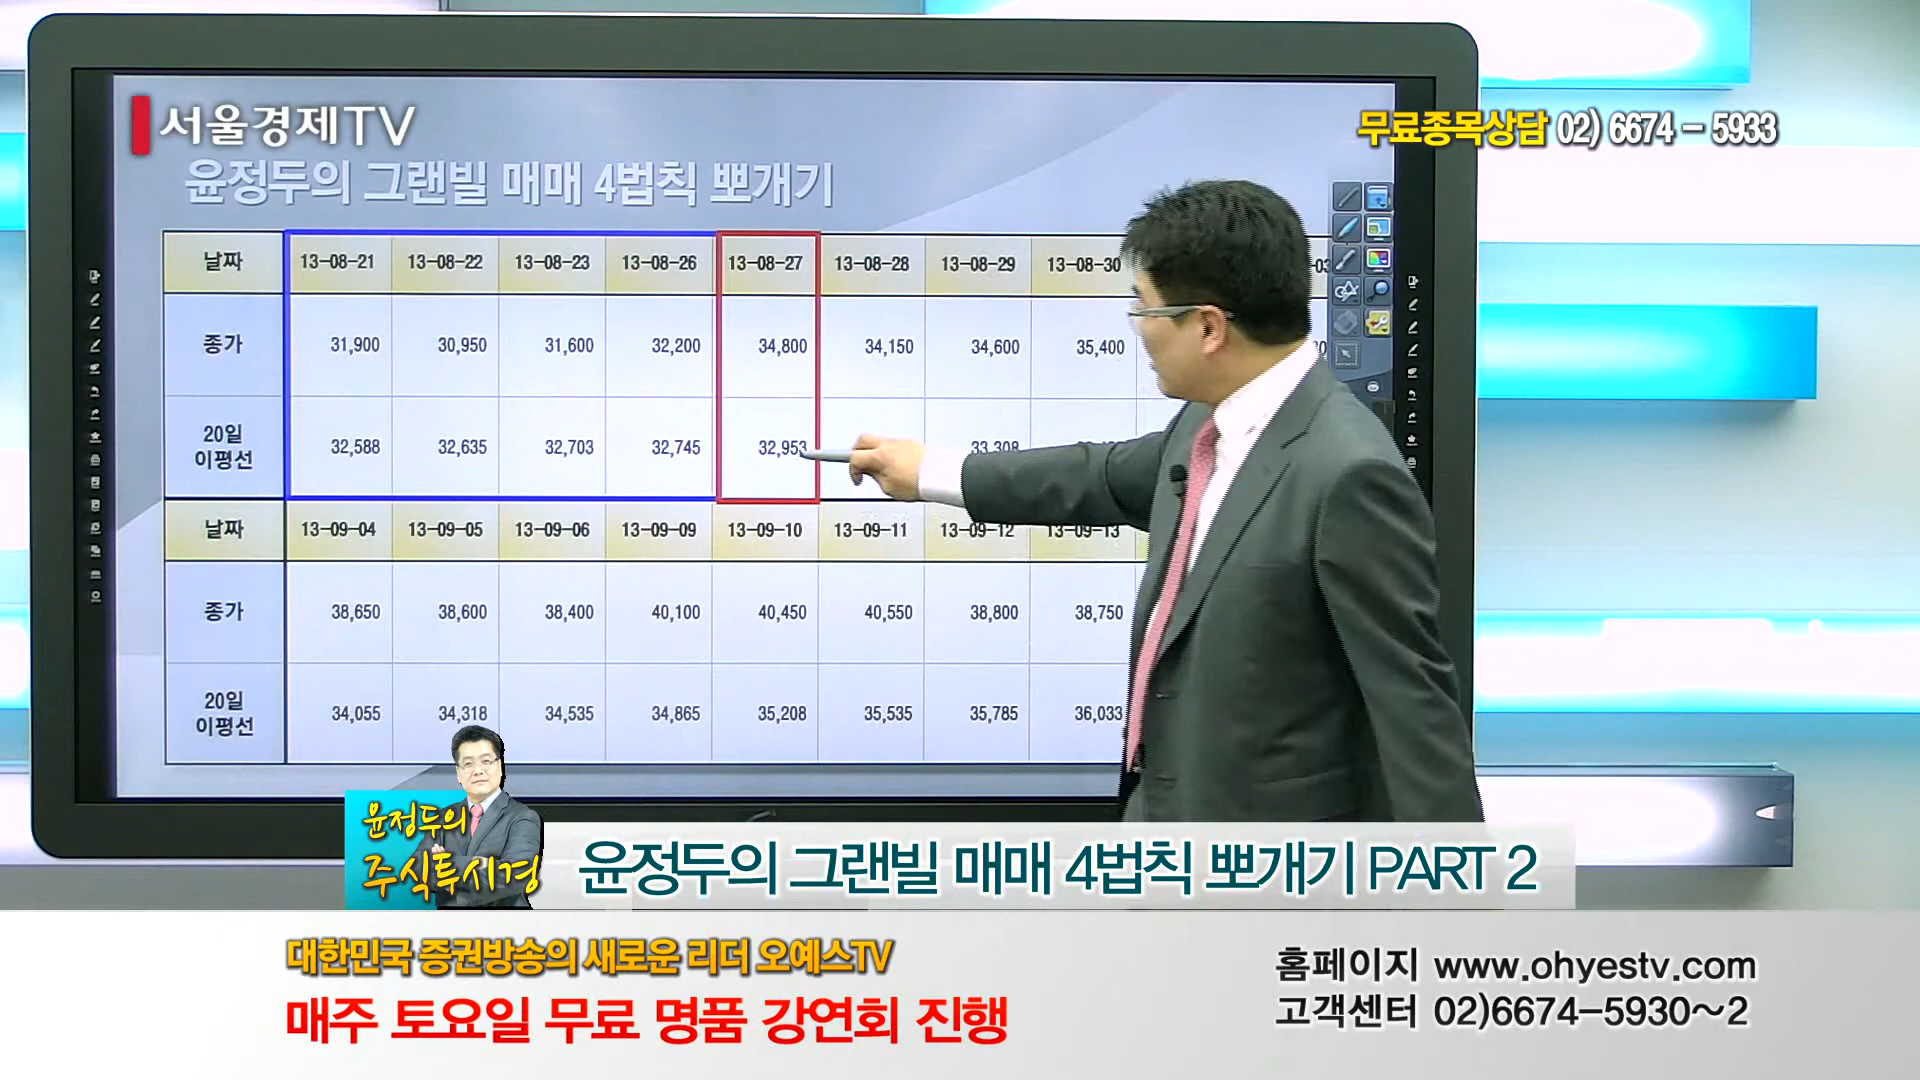 서울경제TV
무료종목상담 02) 6674 - 5933
윤정두의 그랜빌 매매 4법칙 뽀개기
날짜 13-08-21 13-08-22 13-08-23 13-08-26 13-08-27 13-08-28 13-08-29 13-08-30
종가 31,900 30,950 31,600 32,200 34,800 34,150 34,600 35,400
20일
이평선 32,588 32,635 32,703 32,745 32,953 33,308
날짜 13-09-04 13-09-05 13-09-06 13-09-09 13-09-10 13-09-11 13-09-12 13-09-13
종가 38,650 38,600 38,400 40,100 40,450 40,550 38,800 38,750
20일
이평선 34,055 34,318 34,535 34,865 35,208 35,535 35,785 36,033
윤정두의
주식투시경
윤정두의 그랜빌 매매 4법칙 뽀개기 PART 2
대한민국 증권방송의 새로운 리더 오예스TV
매주 토요일 무료 명품 강연회 진행
홈페이지 www.ohyestv.com
고객센터 02)6674-5930~2